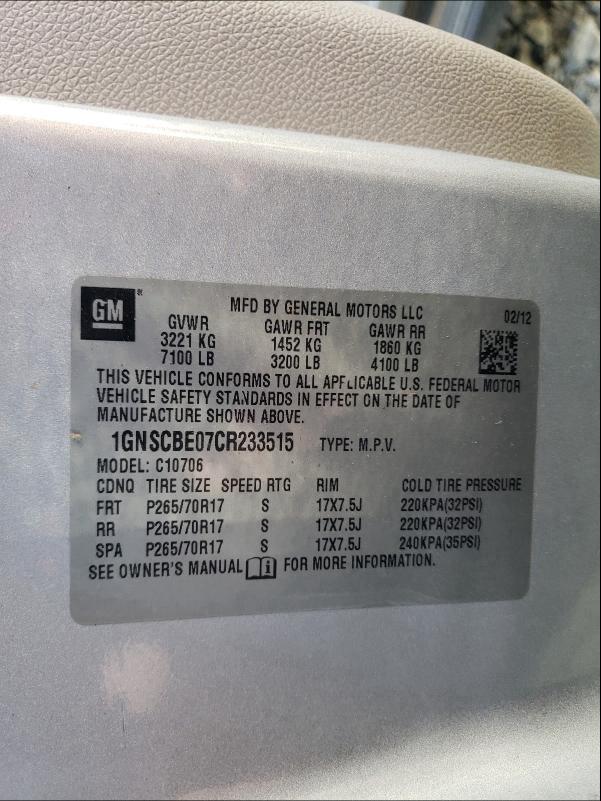 GM ®
MFD BY GENERAL MOTORS LLC
02/12
GVWR GAWR FRT GAWR RR
3221 KG 1452 KG 1860 KG
7100 LB 3200 LB 4100 LB
THIS VEHICLE CONFORMS TO ALL APPLICABLE U.S. FEDERAL MOTOR
VEHICLE SAFETY STANDARDS IN EFFECT ON THE DATE OF
MANUFACTURE SHOWN ABOVE.
1GNSCBE07CR233515 TYPE: M.P.V.
MODEL: C10706
CDNQ TIRE SIZE SPEED RTG RIM COLD TIRE PRESSURE
FRT P265/70R17 S 17X7.5J 220KPA(32PSI)
RR P265/70R17 S 17X7.5J 220KPA(32PSI)
SPA P265/70R17 S 17X7.5J 240KPA(35PSI)
SEE OWNER'S MANUAL i FOR MORE INFORMATION.